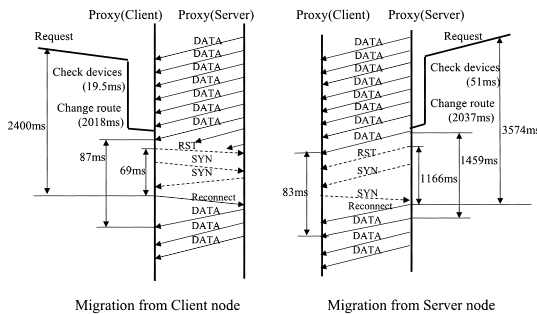 Proxy(Client) Proxy(Server)
Request
DATA
DATA
Check devices
(19.5ms)
DATA
DATA
DATA
Change route
(2018ms)
DATA
DATA
2400ms
RST
87ms
SYN
69ms
SYN
Reconnect
DATA
DATA
DATA
Migration from Client node
Proxy(Client) Proxy(Server)
Request
DATA
DATA
Check devices
(51ms)
DATA
DATA
DATA
Change route
(2037ms)
DATA
DATA
3574ms
RST
SYN
1459ms
1166ms
83ms
SYN
Reconnect
DATA
DATA
DATA
Migration from Server node